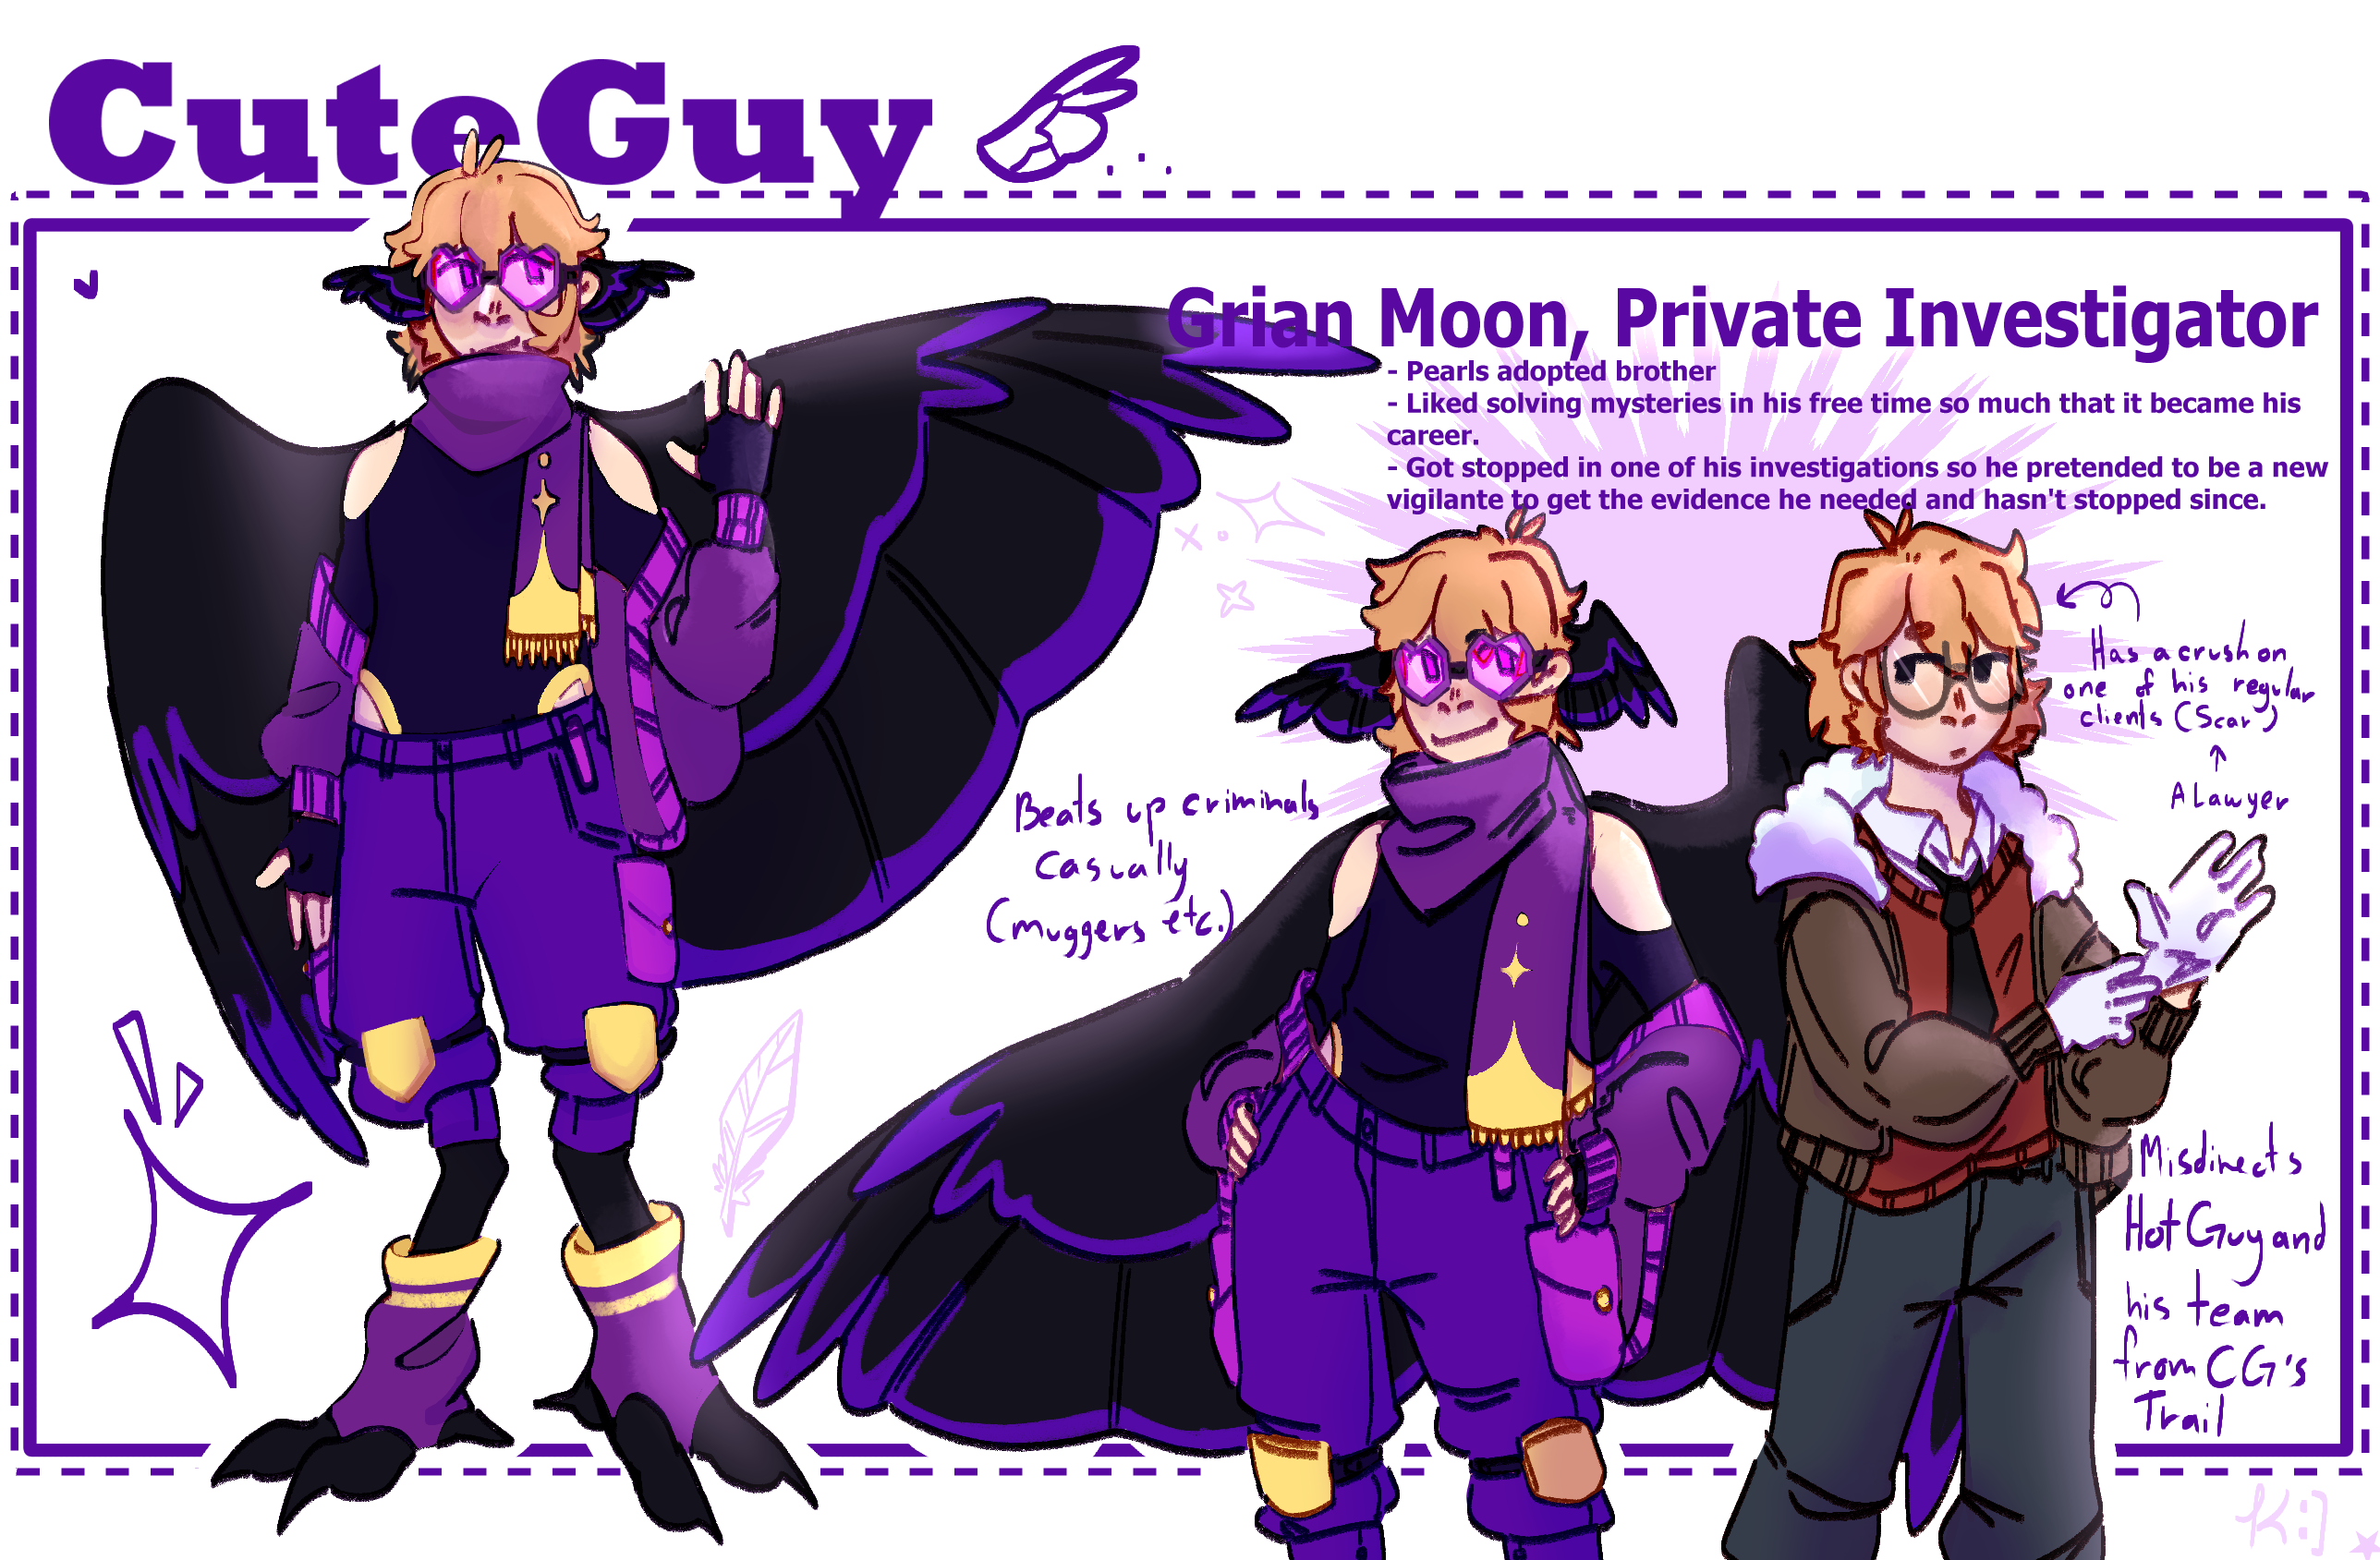 CuteGuy
Grian Moon, Private Investigator
- Pearls adopted brother
- Liked solving mysteries in his free time so much that it became his
career.
- Got stopped in one of his investigations so he pretended to be a new
vigilante to get the evidence he needed and hasn't stopped since.
Has a crush on
one of his regular
clients (Scar)
A Lawyer
Beats up criminals
casually
(muggers etc.)
Misdirects
HotGuy and
his team
from CG's
Trail
K:]